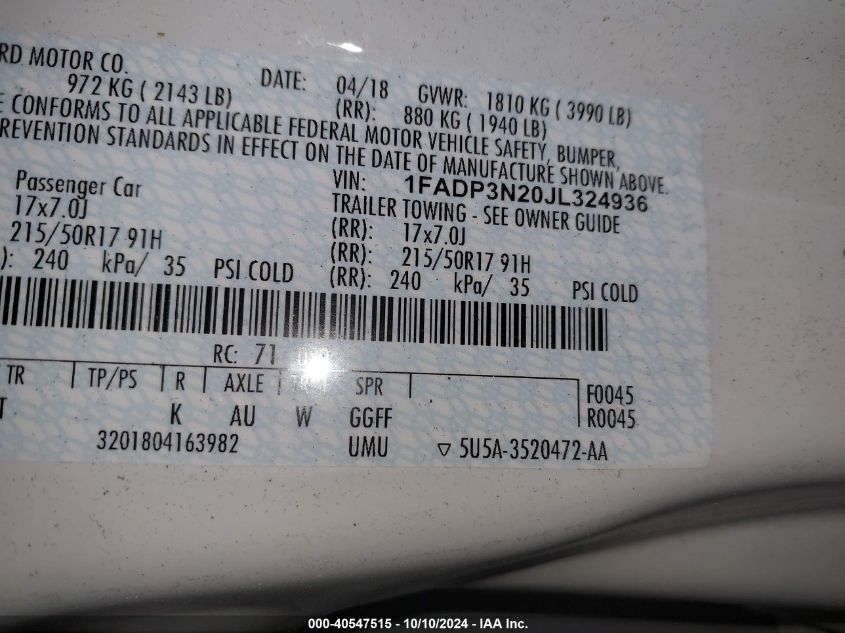 RD MOTOR CO.
DATE: 04/18 GVWR: 1810 KG ( 3990 LB)
972 KG ( 2143 LB) (RR): 880 KG ( 1940 LB)
E CONFORMS TO ALL APPLICABLE FEDERAL MOTOR VEHICLE SAFETY, BUMPER,
REVENTION STANDARDS IN EFFECT ON THE DATE OF MANUFACTURE SHOWN ABOVE.
VIN: 1FADP3N20JL324936
Passenger Car TRAILER TOWING - SEE OWNER GUIDE
17x7.0J (RR): 17x7.0J
215/50R17 91H (RR): 215/50R17 91H
): 240 kPa/ 35 PSI COLD (RR): 240 kPa/ 35 PSI COLD
RC: 71
TR TP/PS R AXLE SPR F0045
T K AU W GGFF R0045
3201804163982 UMU ▽ 5U5A-3520472-AA
000-40547515 - 10/10/2024 - IAA Inc.